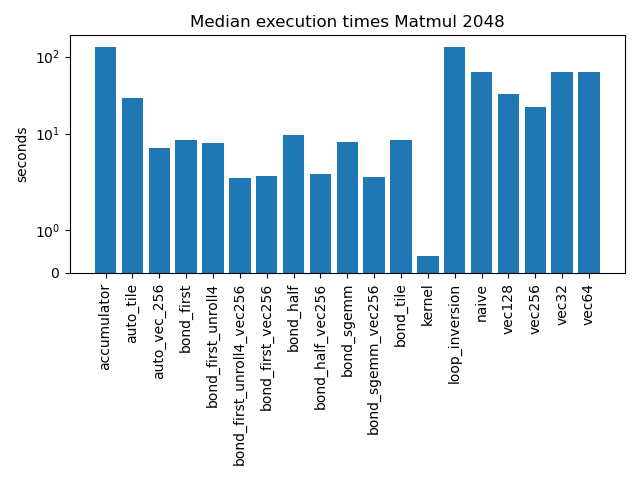 Median execution times Matmul 2048
seconds
10²
10¹
10⁰
0
accumulator
auto_tile
auto_vec_256
bond_first
bond_first_unroll4
bond_first_unroll4_vec256
bond_first_vec256
bond_half
bond_half_vec256
bond_sgemm
bond_sgemm_vec256
bond_tile
kernel
loop_inversion
naive
vec128
vec256
vec32
vec64